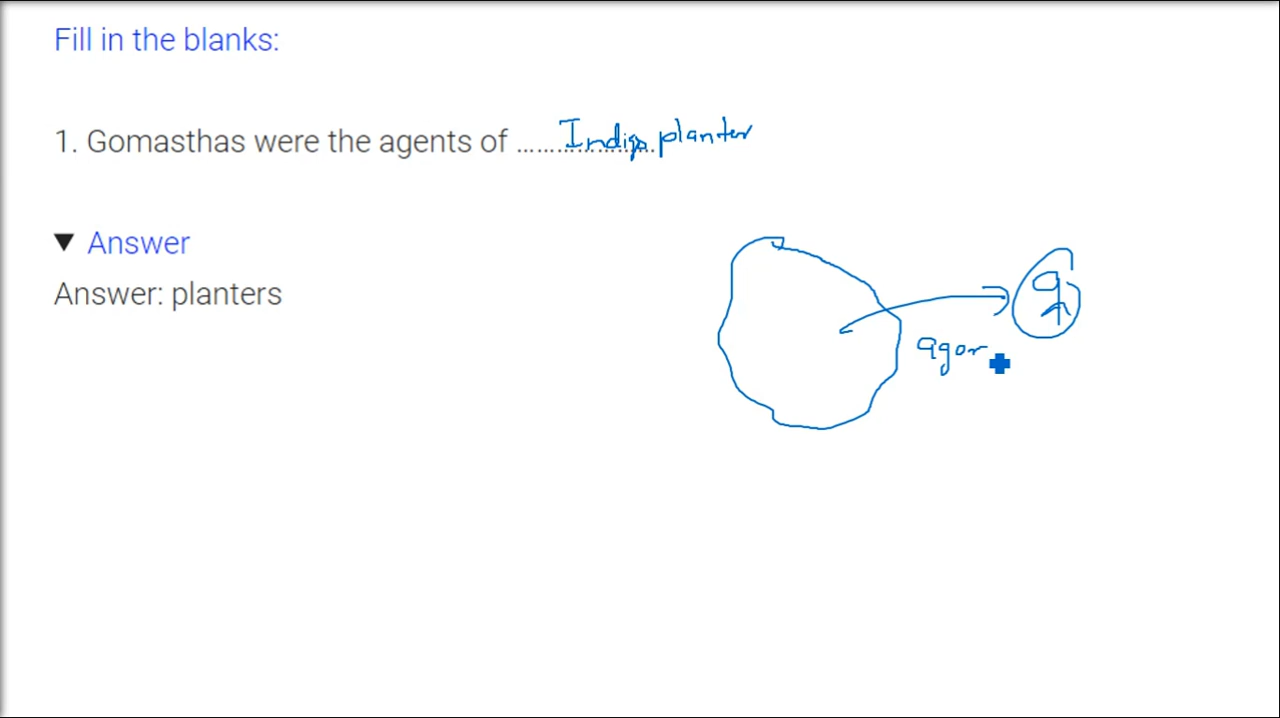 Fill in the blanks:
1. Gomasthas were the agents of ..................... Indigo planter
▼ Answer
Answer: planters